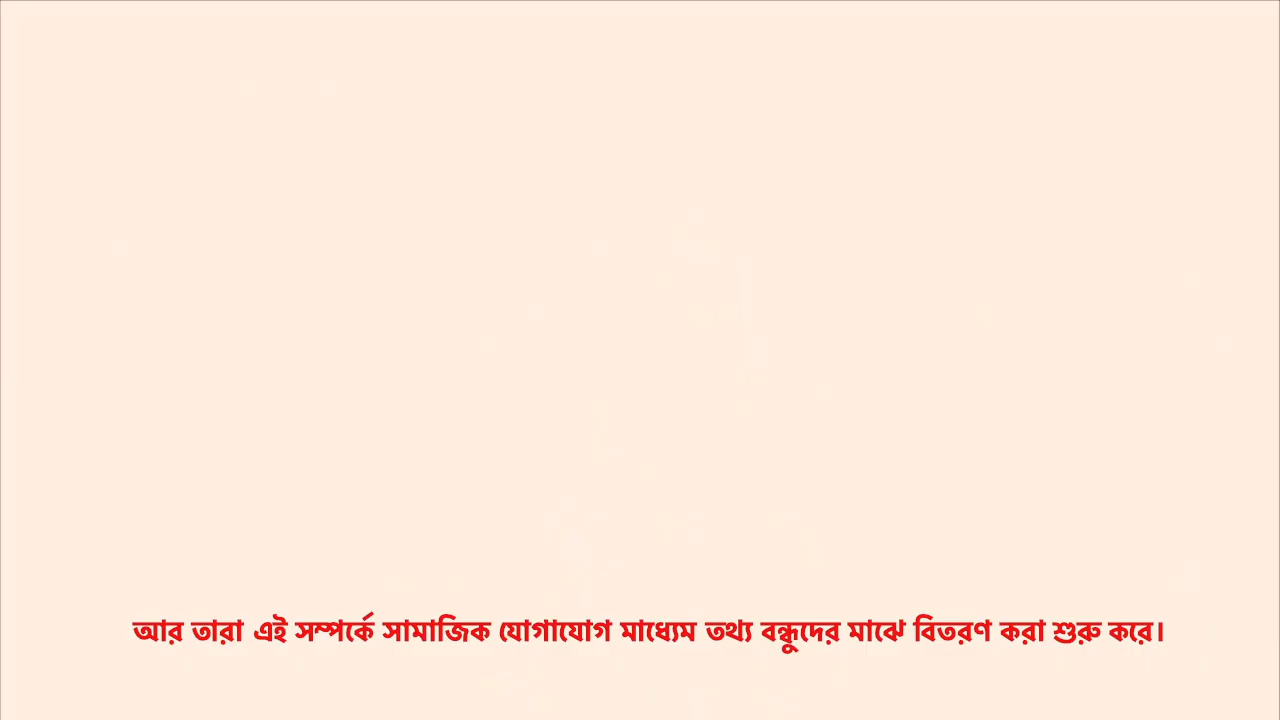 আর তারা এই সম্পর্কে সামাজিক যোগাযোগ মাধ্যেম তথ্য বন্ধুদের মাঝে বিতরণ করা শুরু করে।